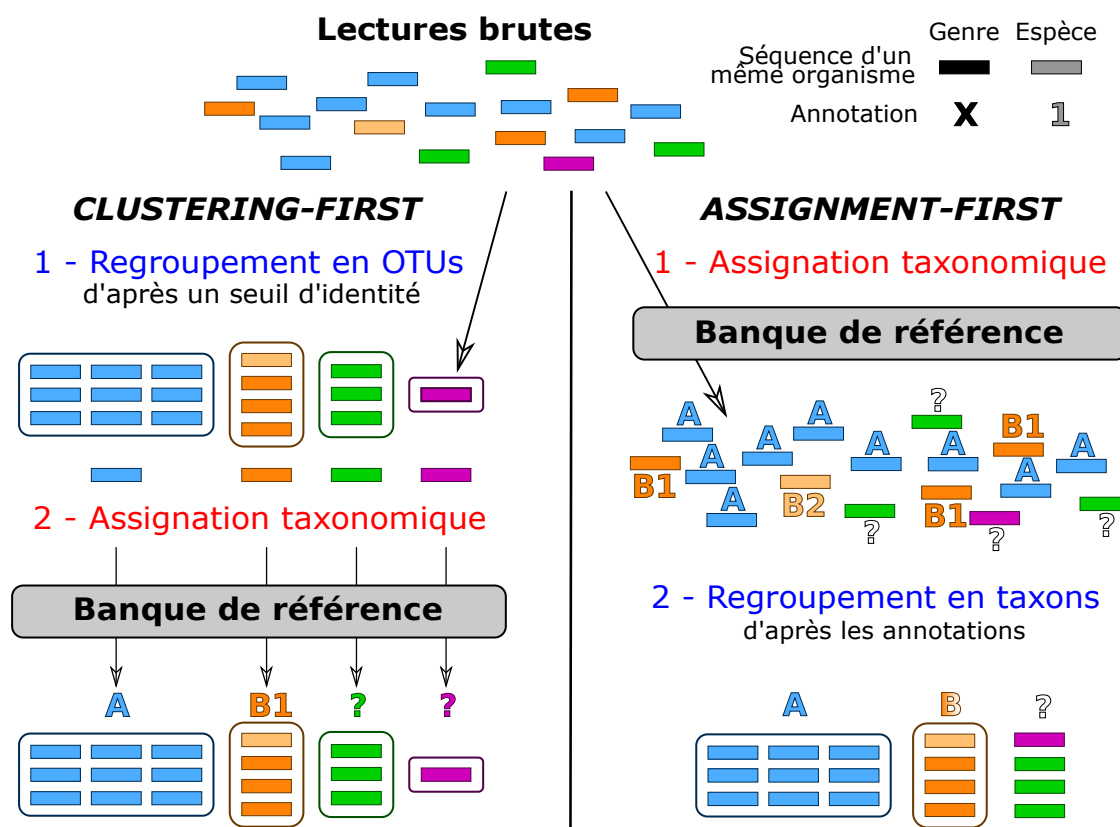 Lectures brutes
Genre Espèce
Séquence d'un
même organisme
Annotation X 1
CLUSTERING-FIRST
1 - Regroupement en OTUs
d'après un seuil d'identité
2 - Assignation taxonomique
Banque de référence
A B1 ? ?
ASSIGNMENT-FIRST
1 - Assignation taxonomique
Banque de référence
A A A ? B1
A A A A
B1 A B2 A
A ? B1 ? ?
2 - Regroupement en taxons
d'après les annotations
A B ?